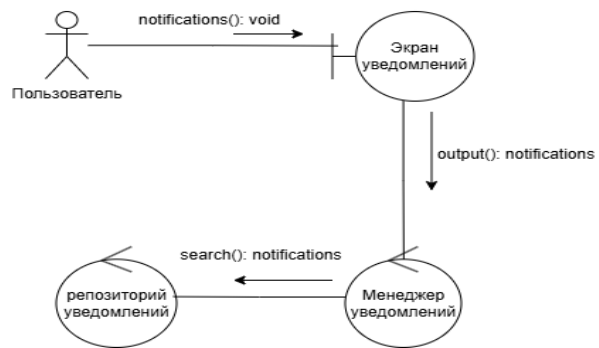 notifications(): void
Экран
уведомлений
Пользователь
output(): notifications
search(): notifications
репозиторий
уведомлений
Менеджер
уведомлений